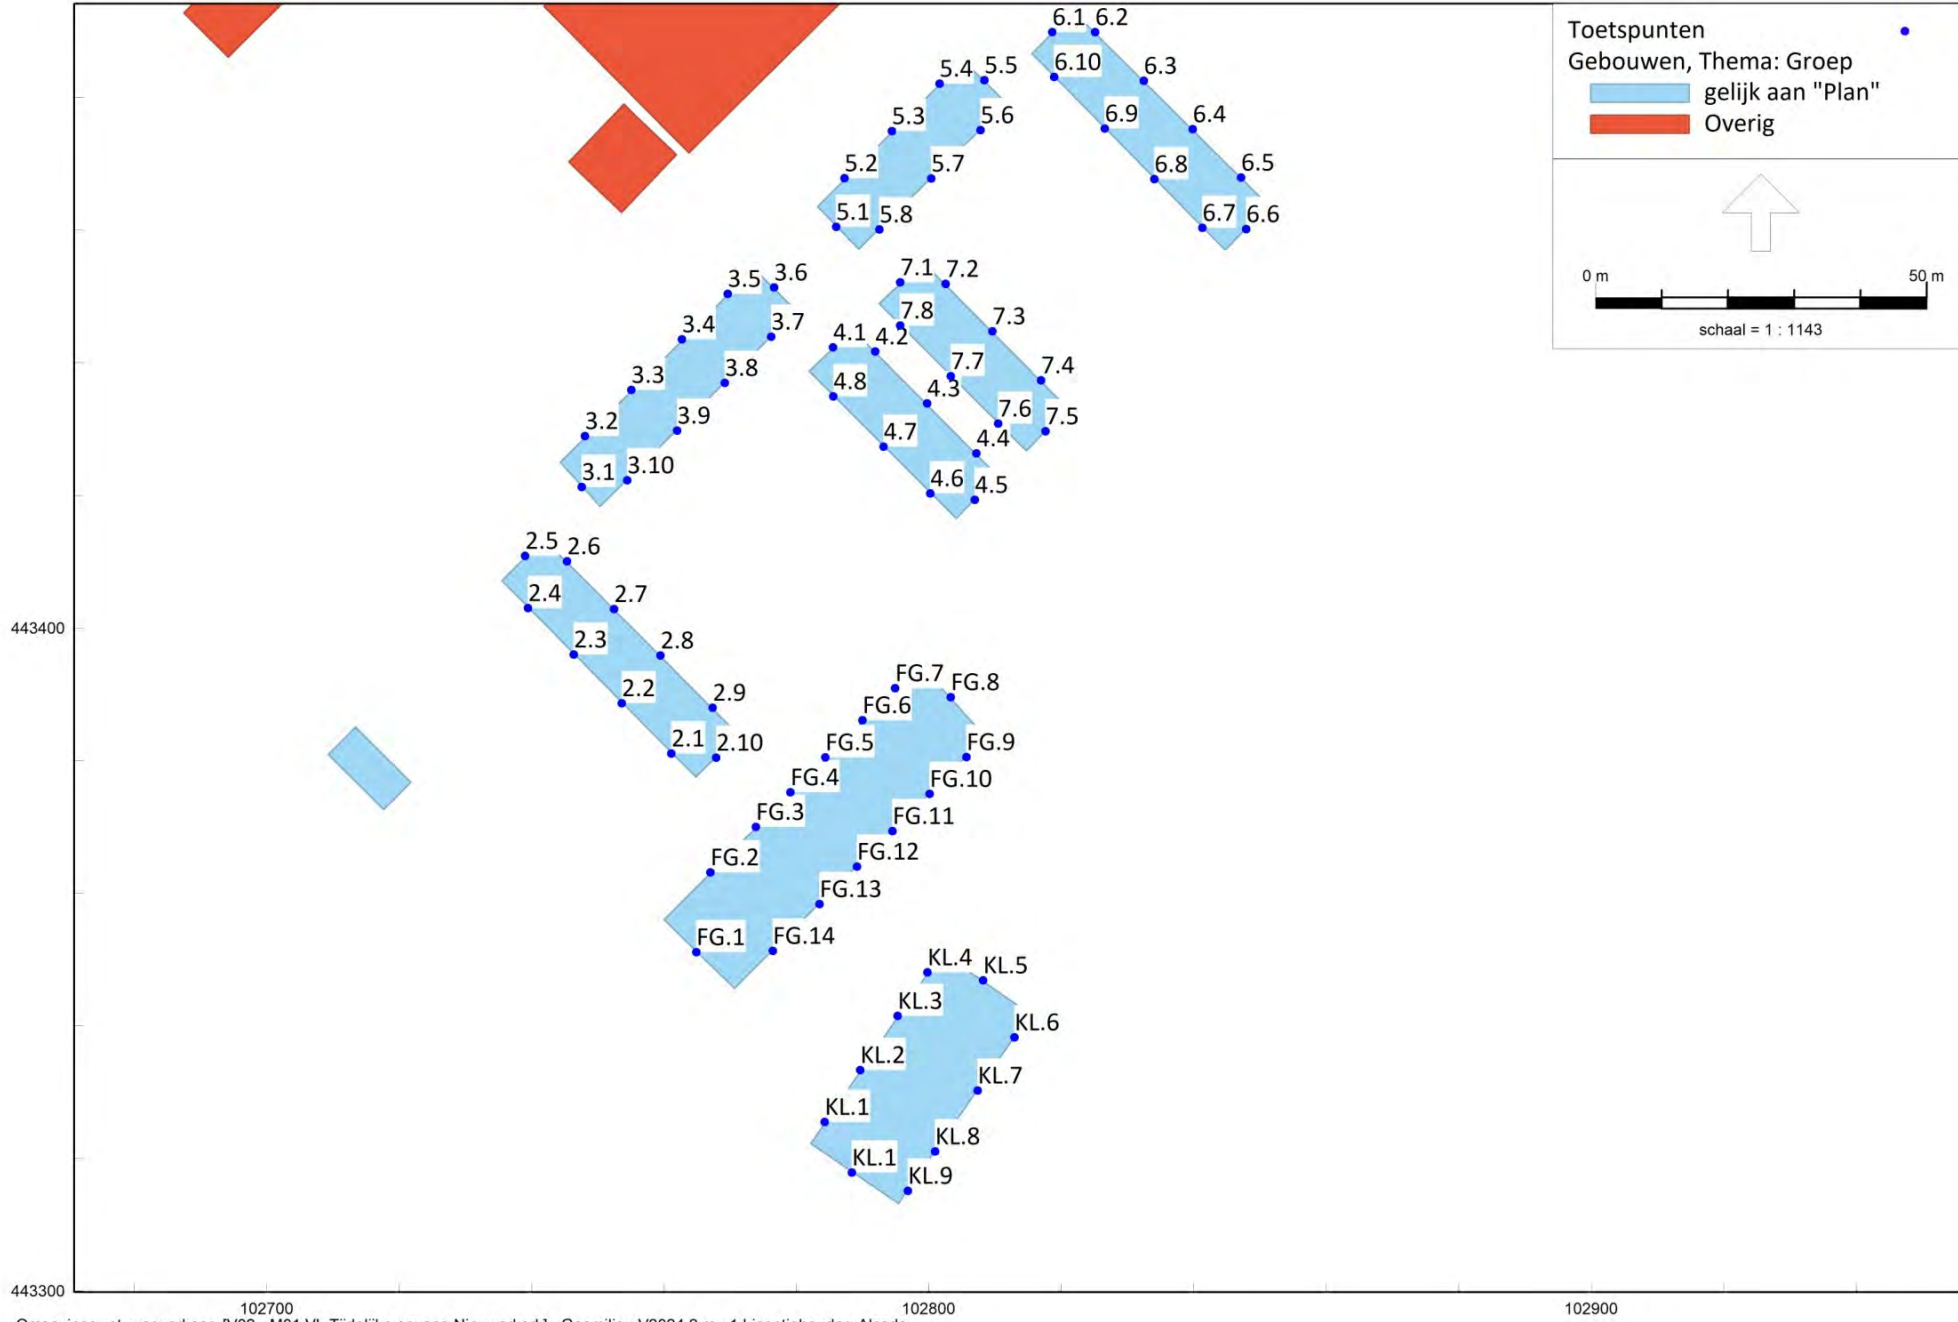 6.1 6.2
Toetspunten
Gebouwen, Thema: Groep
gelijk aan "Plan"
Overig
0 m 50 m
schaal = 1 : 1143
5.4 5.5
6.10 6.3
5.3 5.6 6.9 6.4
5.2 5.7 6.8 6.5
5.1 5.8 6.7 6.6
3.5 3.6 7.1 7.2
3.4 3.7 7.8 7.3
4.1 4.2
3.3 3.8 4.8 7.7 7.4
4.3
3.2 3.9 4.7 7.6 7.5
4.4
3.1 3.10 4.6 4.5
2.5 2.6
2.4 2.7
443400
2.3 2.8
2.2 2.9
2.1 2.10
FG.7 FG.8
FG.6
FG.5 FG.9
FG.4 FG.10
FG.3 FG.11
FG.2 FG.12
FG.13
FG.1 FG.14
KL.4 KL.5
KL.3 KL.6
KL.2 KL.7
KL.1
KL.8
KL.1 KL.9
443300
102700 102800 102900